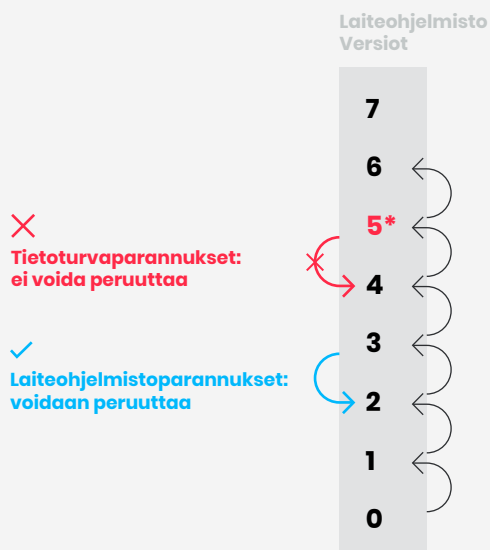 Laiteohjelmisto
Versiot
7
6
5*
Tietoturvaparannukset:
ei voida peruuttaa
4
3
Laiteohjelmistoparannukset:
voidaan peruuttaa
2
1
0